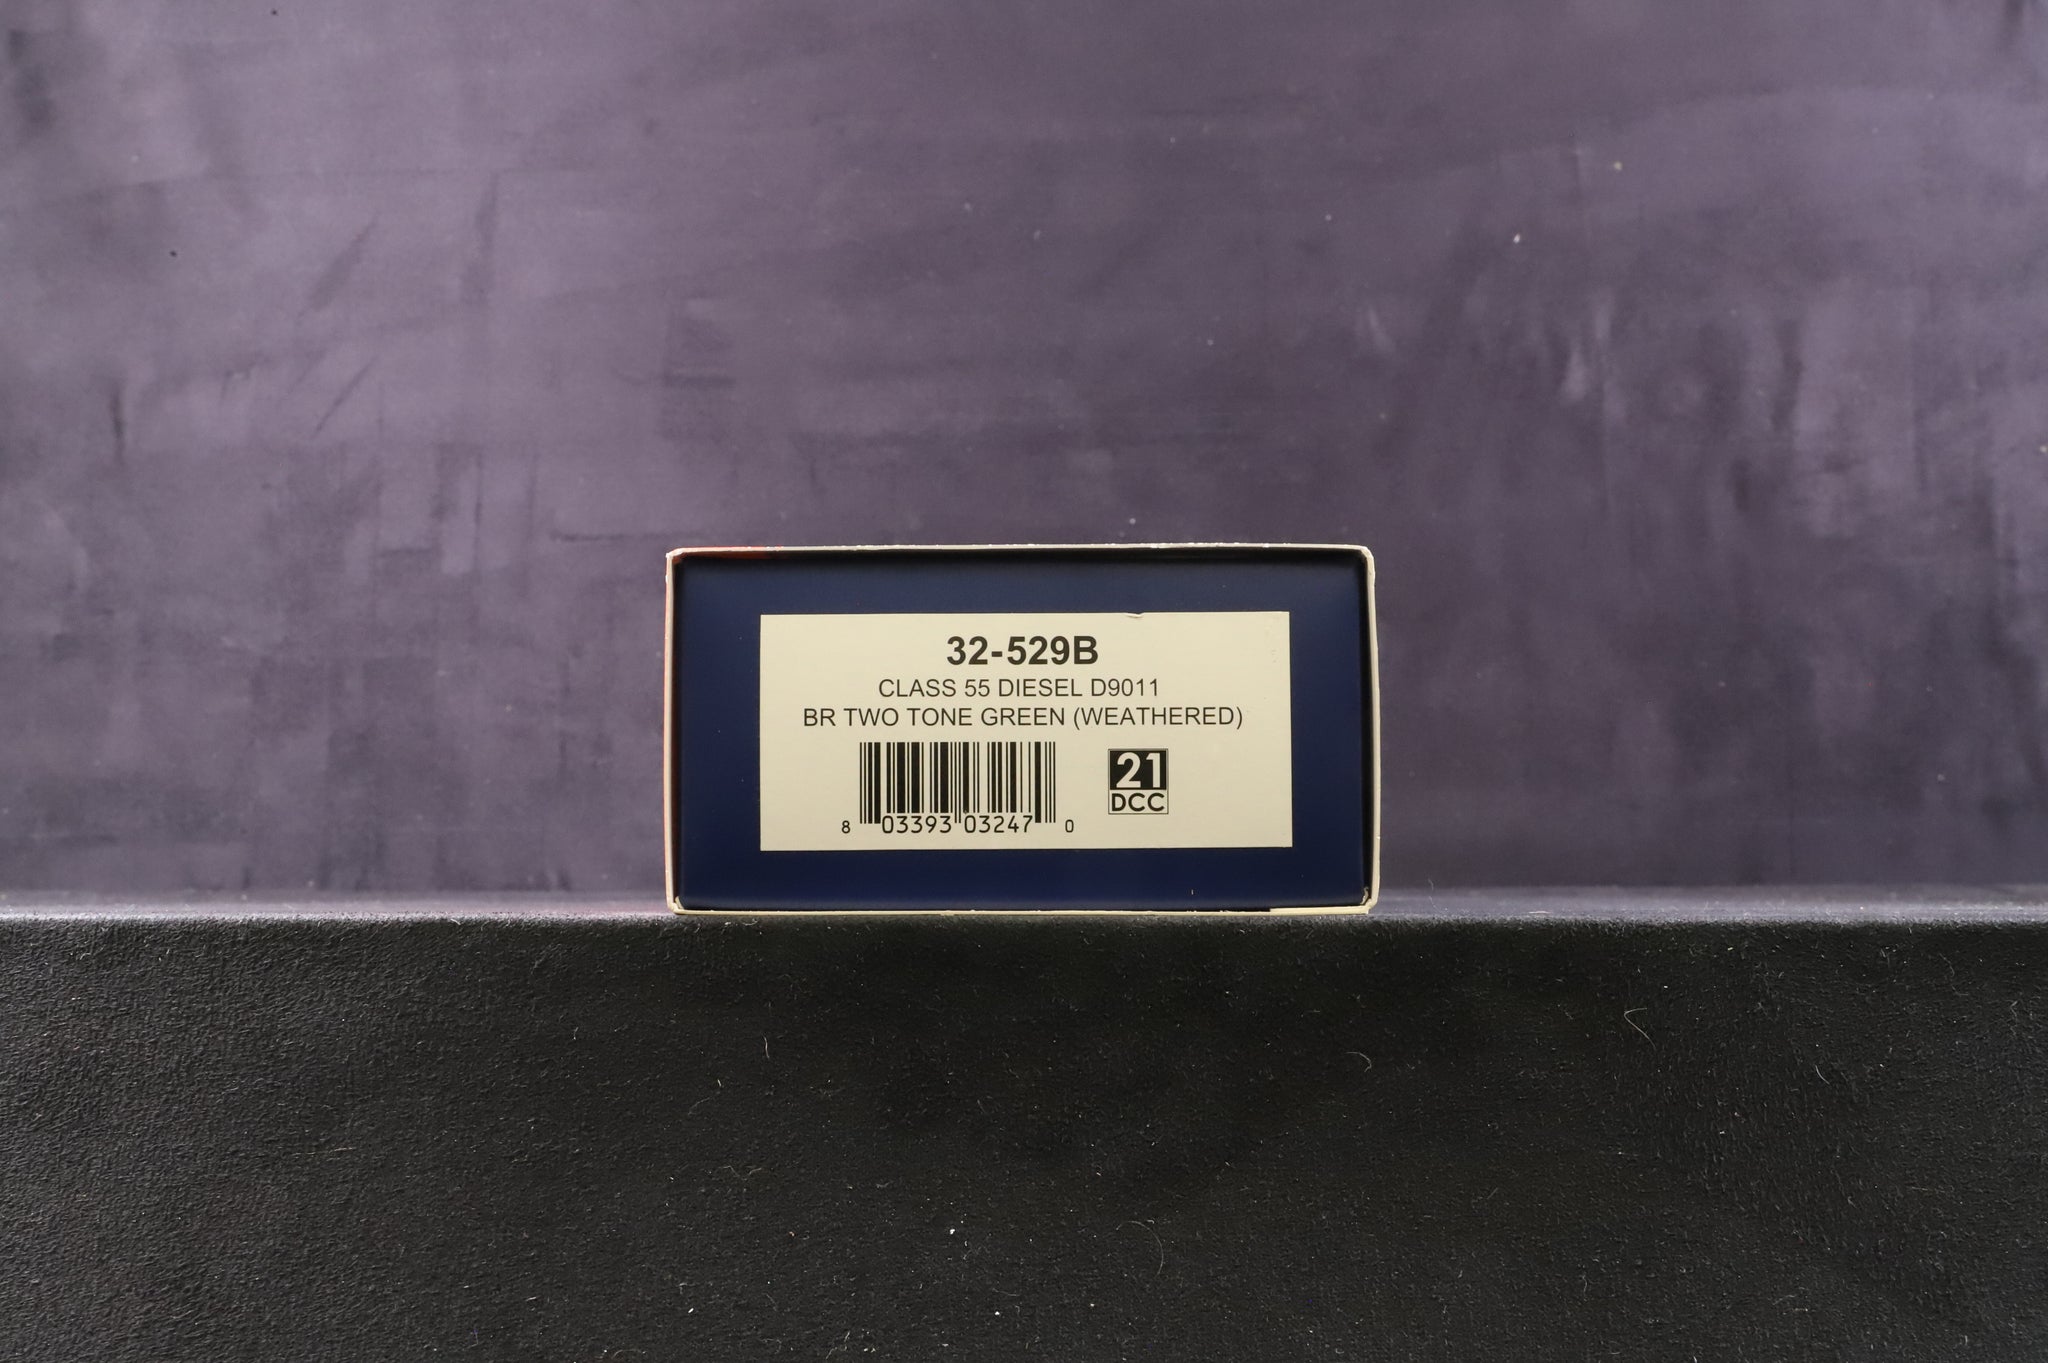 32-529B
CLASS 55 DIESEL D9011
BR TWO TONE GREEN (WEATHERED)
8 03393 03247 0
21
DCC